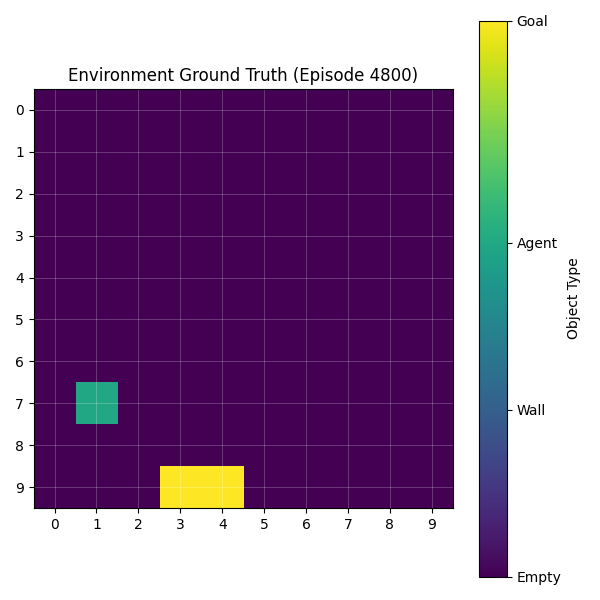 Environment Ground Truth (Episode 4800)
0
1
2
3
4
5
6
7
8
9
0 1 2 3 4 5 6 7 8 9
Goal
Agent
Wall
Empty
Object Type